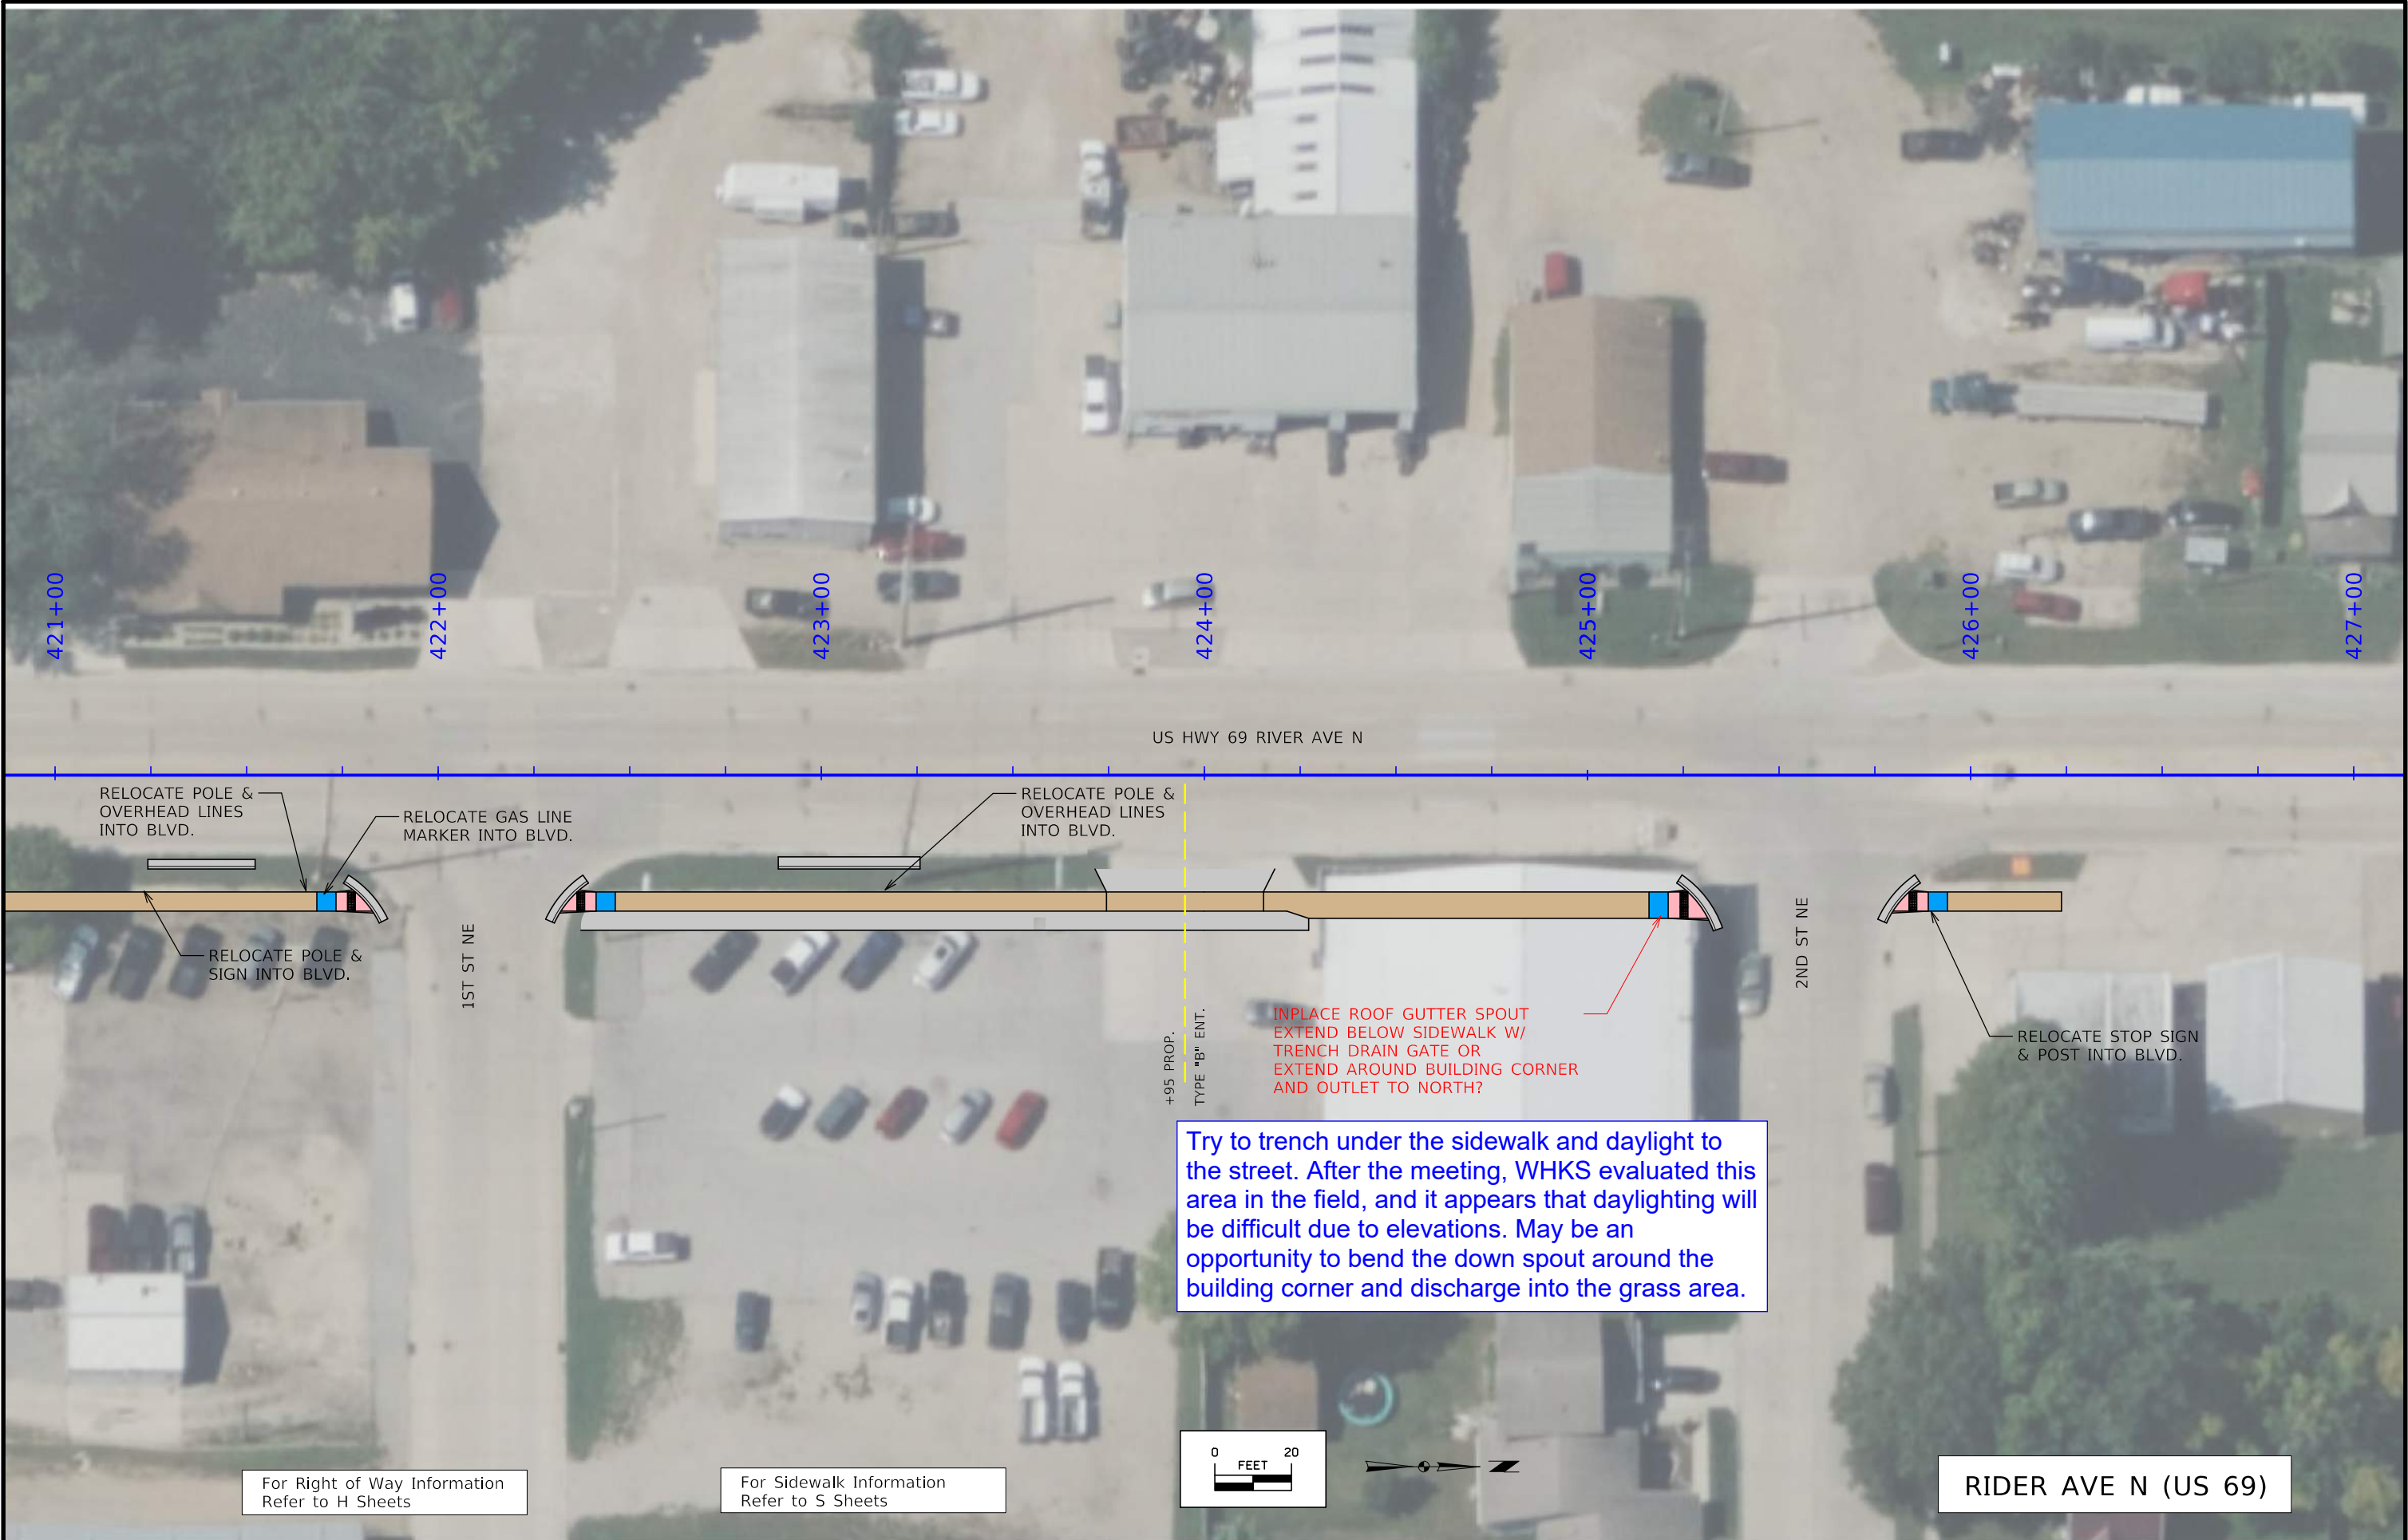 421+00
422+00
423+00
424+00
425+00
426+00
427+00
US HWY 69 RIVER AVE N
RELOCATE POLE &
OVERHEAD LINES
INTO BLVD.
RELOCATE GAS LINE
MARKER INTO BLVD.
RELOCATE POLE &
OVERHEAD LINES
INTO BLVD.
RELOCATE POLE &
SIGN INTO BLVD.
1ST ST NE
2ND ST NE
+95 PROP.
TYPE "B" ENT.
INPLACE ROOF GUTTER SPOUT
EXTEND BELOW SIDEWALK W/
TRENCH DRAIN GATE OR
EXTEND AROUND BUILDING CORNER
AND OUTLET TO NORTH?
RELOCATE STOP SIGN
& POST INTO BLVD.
Try to trench under the sidewalk and daylight to
the street. After the meeting, WHKS evaluated this
area in the field, and it appears that daylighting will
be difficult due to elevations. May be an
opportunity to bend the down spout around the
building corner and discharge into the grass area.
For Right of Way Information
Refer to H Sheets
For Sidewalk Information
Refer to S Sheets
0 20
FEET
Z
RIDER AVE N (US 69)